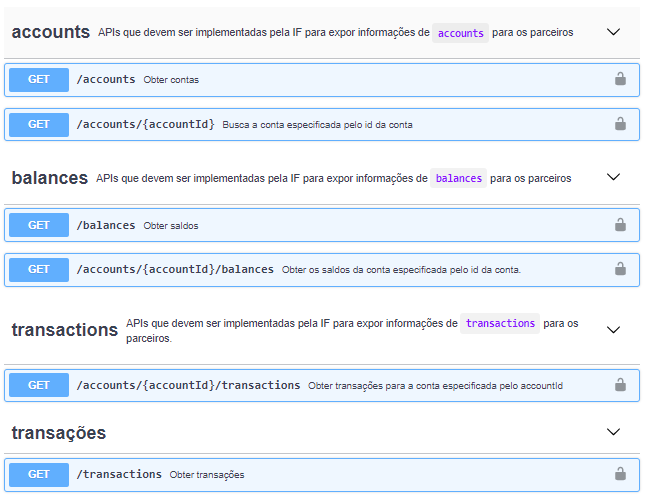 accounts APIs que devem ser implementadas pela IF para expor informações de accounts para os parceiros
GET /accounts Obter contas
GET /accounts/{accountId} Busca a conta especificada pelo id da conta
balances APIs que devem ser implementadas pela IF para expor informações de balances para os parceiros
GET /balances Obter saldos
GET /accounts/{accountId}/balances Obter os saldos da conta especificada pelo id da conta.
transactions APIs que devem ser implementadas pela IF para expor informações de transactions para os
parceiros.
GET /accounts/{accountId}/transactions Obter transações para a conta especificada pelo accountId
transações
GET /transactions Obter transações